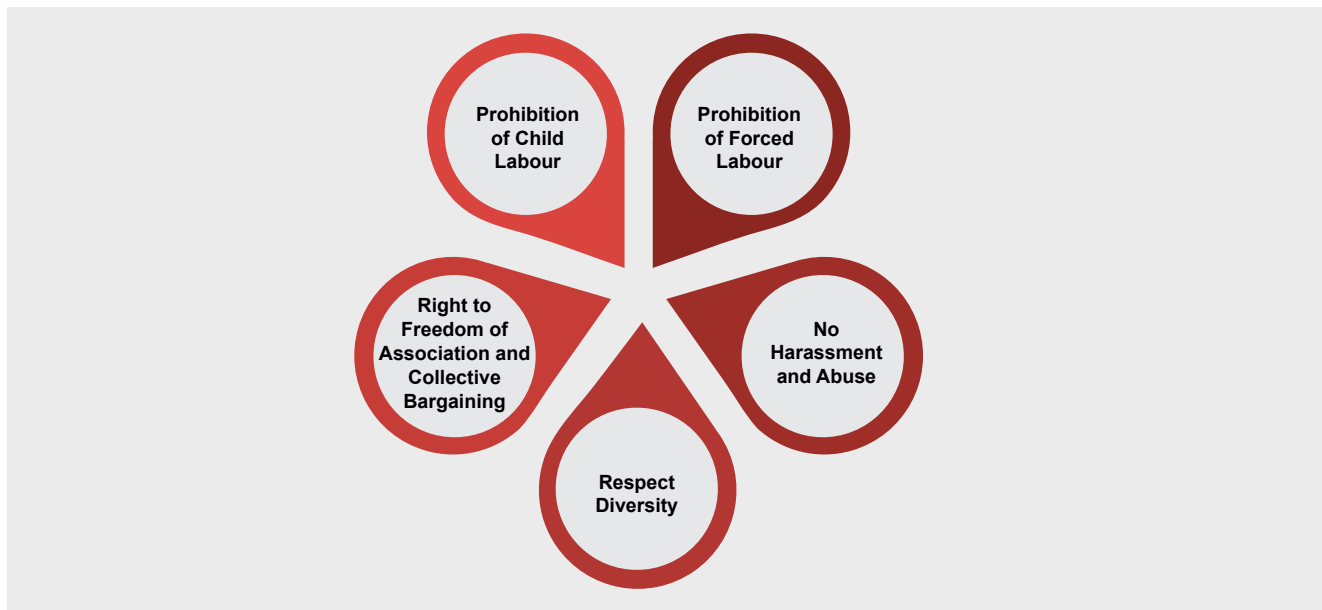 Prohibition
of Child
Labour
Prohibition
of Forced
Labour
Right to
Freedom of
Association and
Collective
Bargaining
No
Harassment
and Abuse
Respect
Diversity